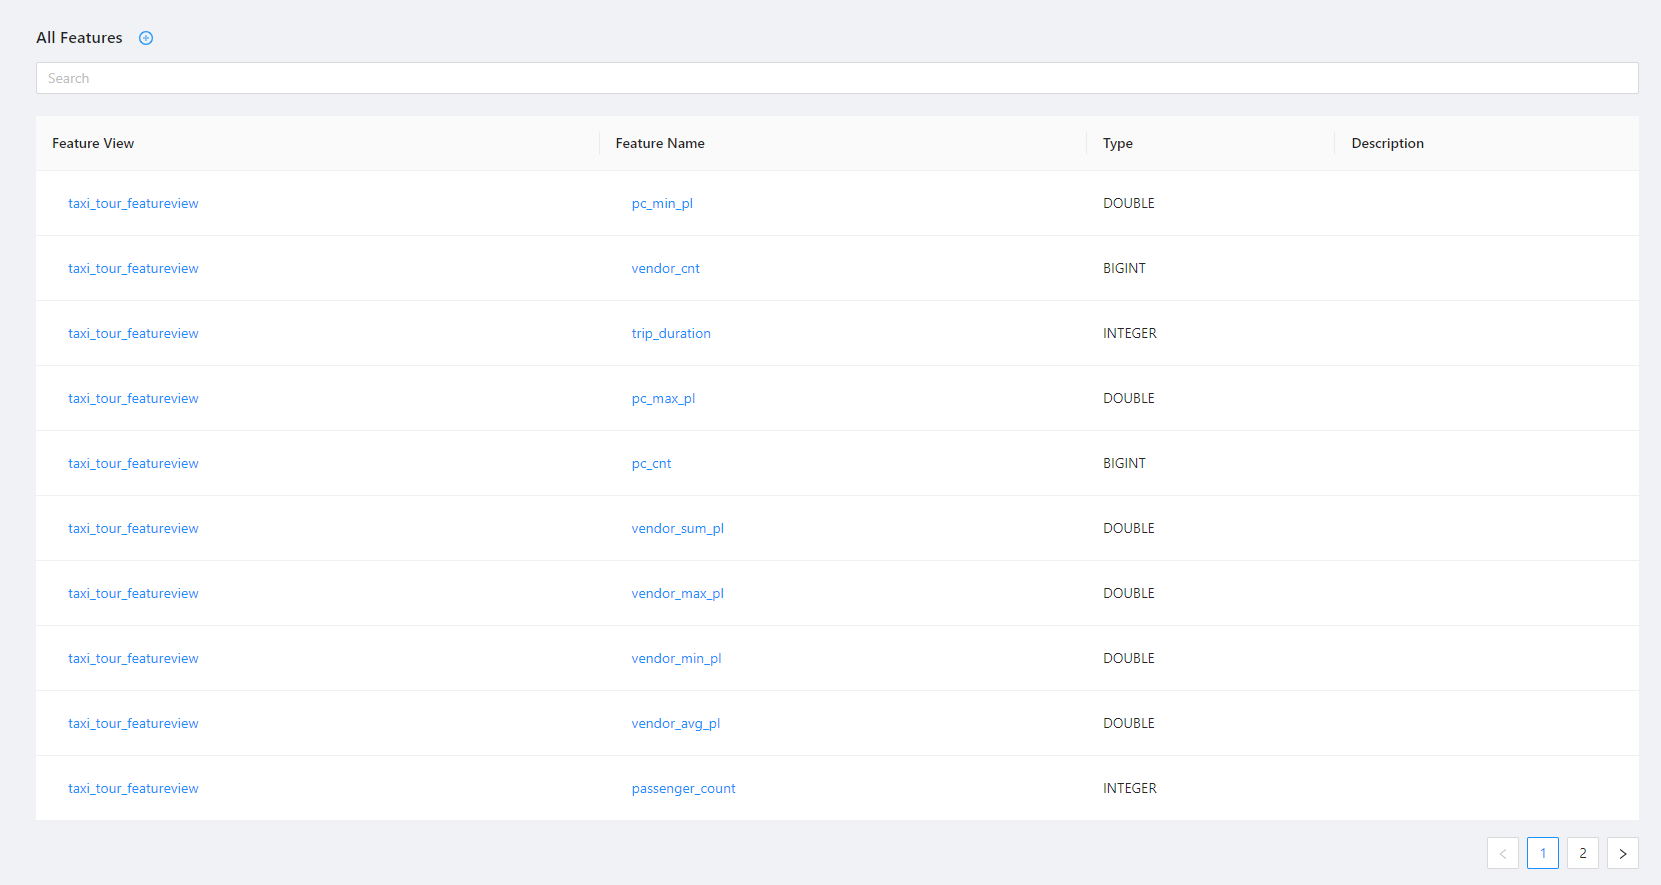 All Features
Search
Feature View Feature Name Type Description
taxi_tour_featureview pc_min_pl DOUBLE
taxi_tour_featureview vendor_cnt BIGINT
taxi_tour_featureview trip_duration INTEGER
taxi_tour_featureview pc_max_pl DOUBLE
taxi_tour_featureview pc_cnt BIGINT
taxi_tour_featureview vendor_sum_pl DOUBLE
taxi_tour_featureview vendor_max_pl DOUBLE
taxi_tour_featureview vendor_min_pl DOUBLE
taxi_tour_featureview vendor_avg_pl DOUBLE
taxi_tour_featureview passenger_count INTEGER
< 1 2 >